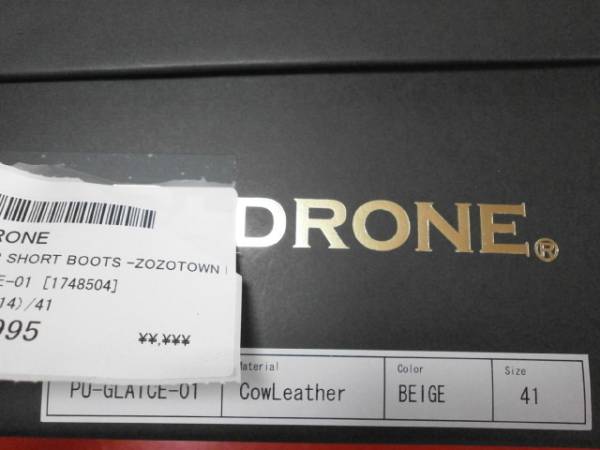 DRONE®
RONE
SHORT BOOTS -ZOZOTOWN
E-01 [1748504]
14)/41
995 ¥¥,¥¥¥
Material Color Size
PU-GLATCE-01 CowLeather BEIGE 41